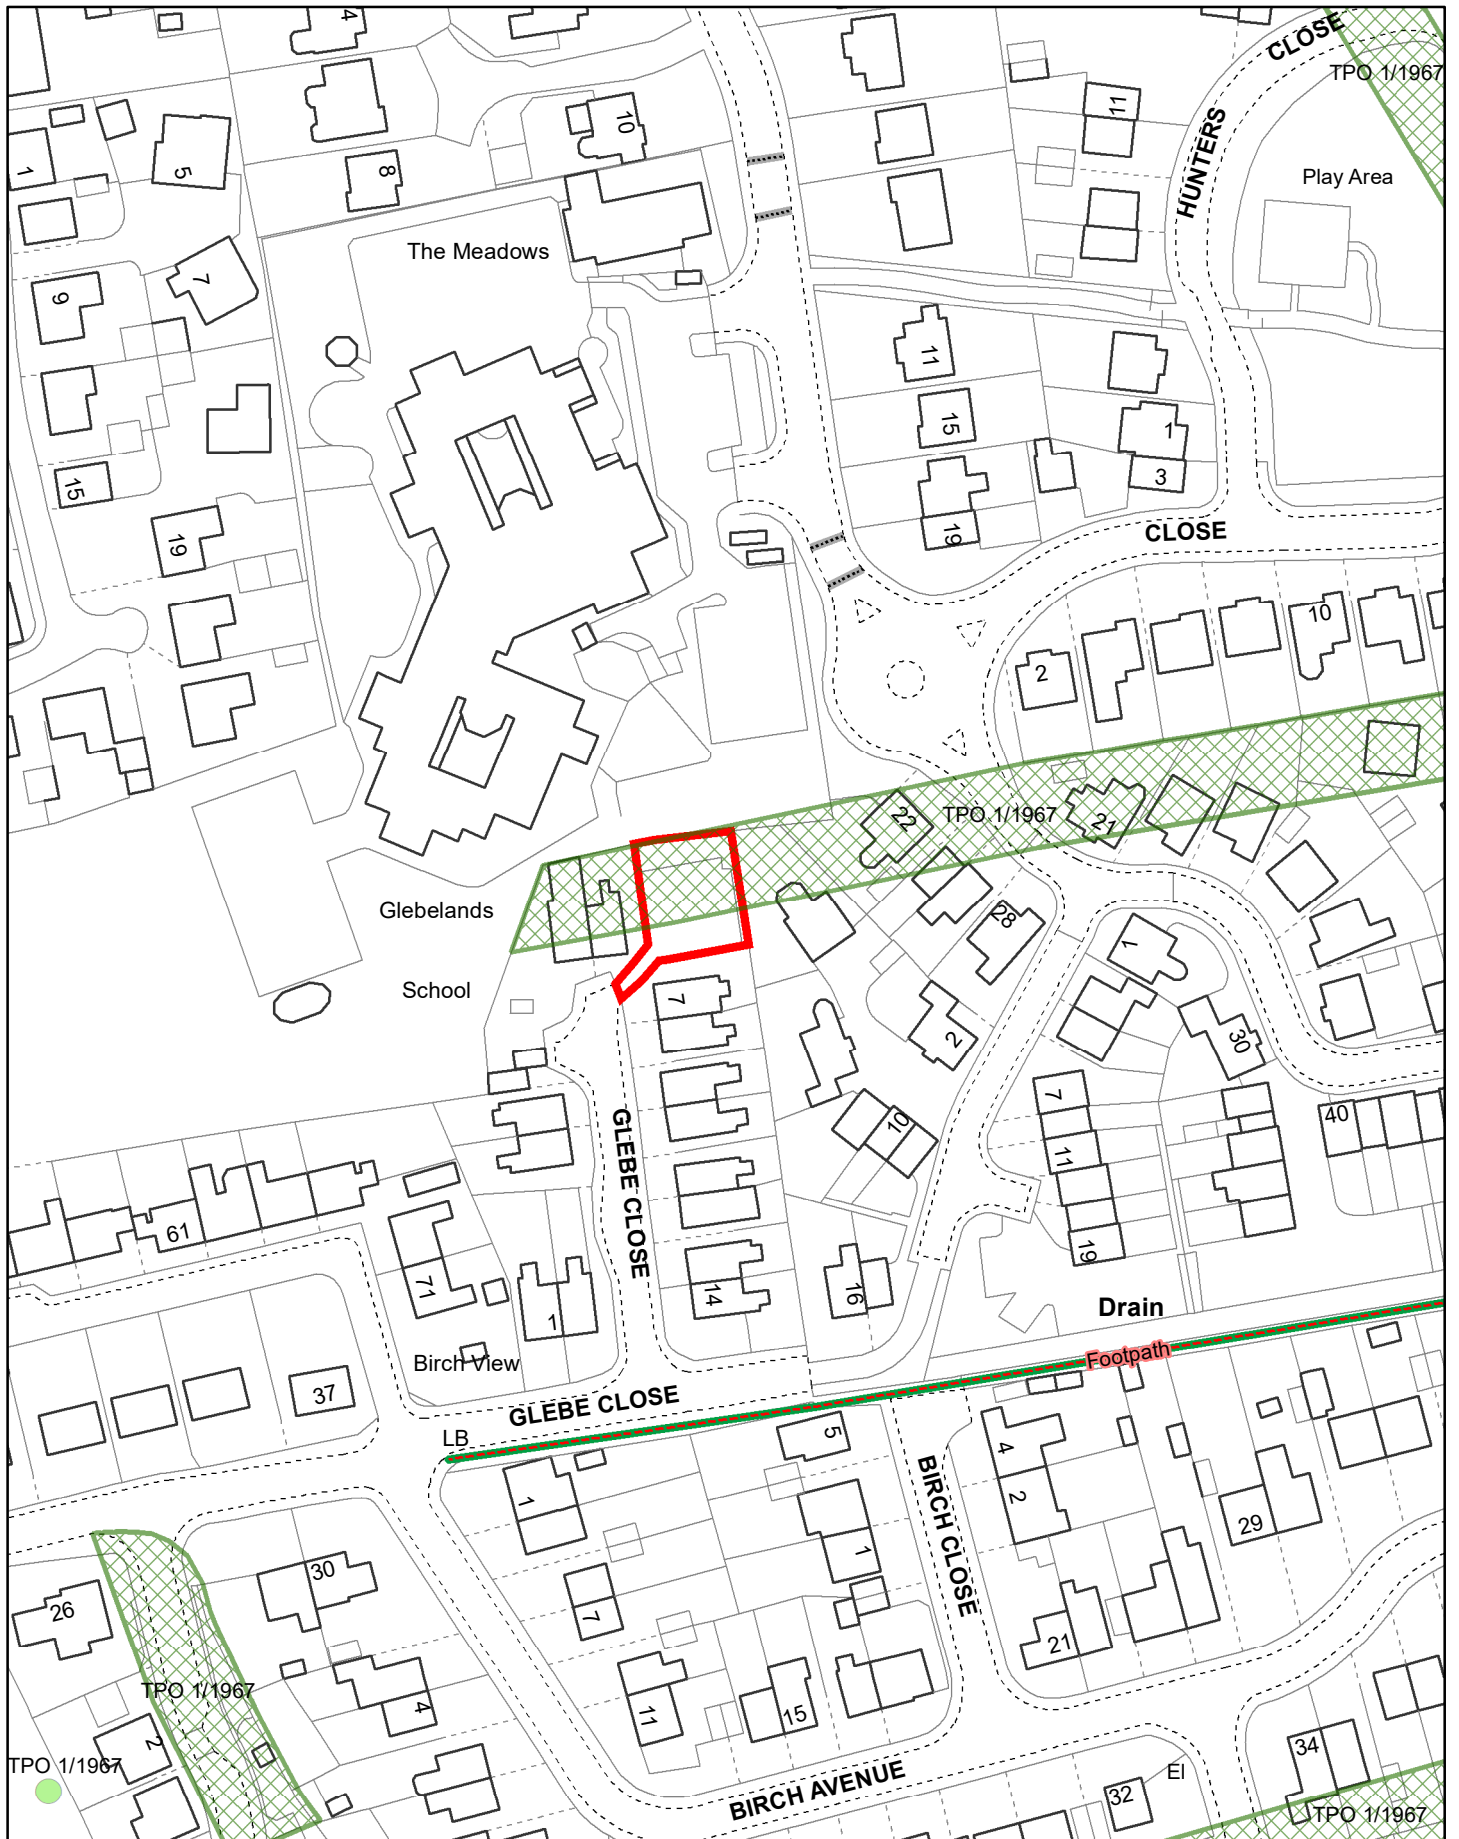 4
CLOSE
TPO 1/1967
11
10
HUNTERS
1
5
8
Play Area
The Meadows
7
9
11
15
1
3
15
19
19
CLOSE
10
2
22
TPO 1/1967
21
Glebelands
28
1
School
7
2
30
7
40
10
GLEBE CLOSE
11
61
19
71
14
16
1
Drain
Footpath
Birch View
37
GLEBE CLOSE
LB
5
4
BIRCH CLOSE
1
2
29
1
30
7
26
21
TPO 1/1967
4
11
15
2
34
TPO 1/1967
El
BIRCH AVENUE
32
TPO 1/1967